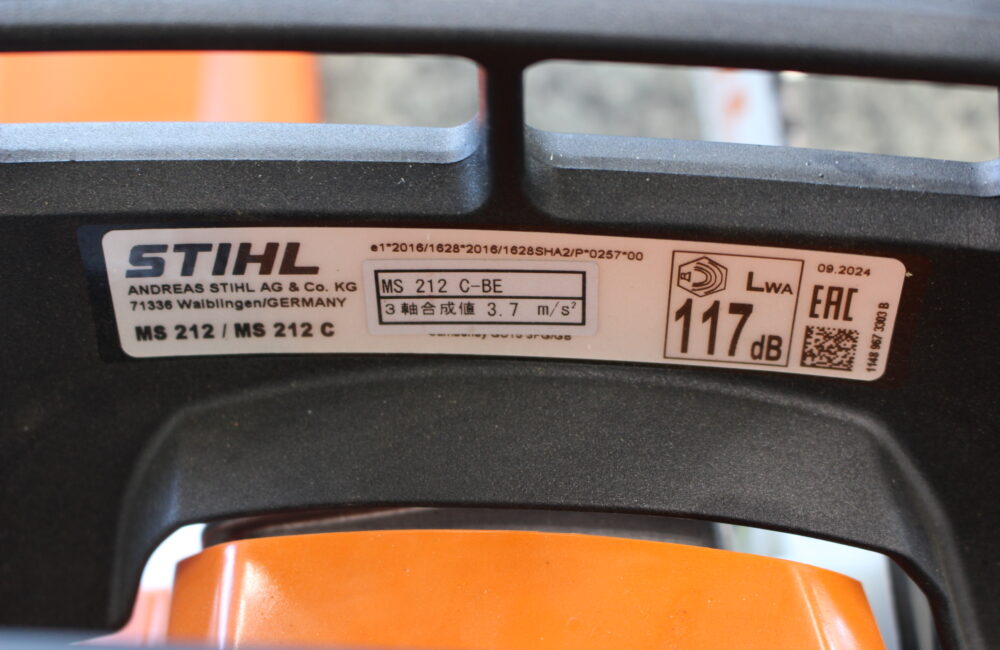 STIHL
ANDREAS STIHL AG & Co. KG
71336 Waiblingen/GERMANY
MS 212 / MS 212 C
e1*2016/1628*2016/1628SHA2/P*0257*00
MS 212 C-BE
3軸合成値 3.7 m/s²
LWA
117dB
09.2024
EAC
1148 967 3303 B